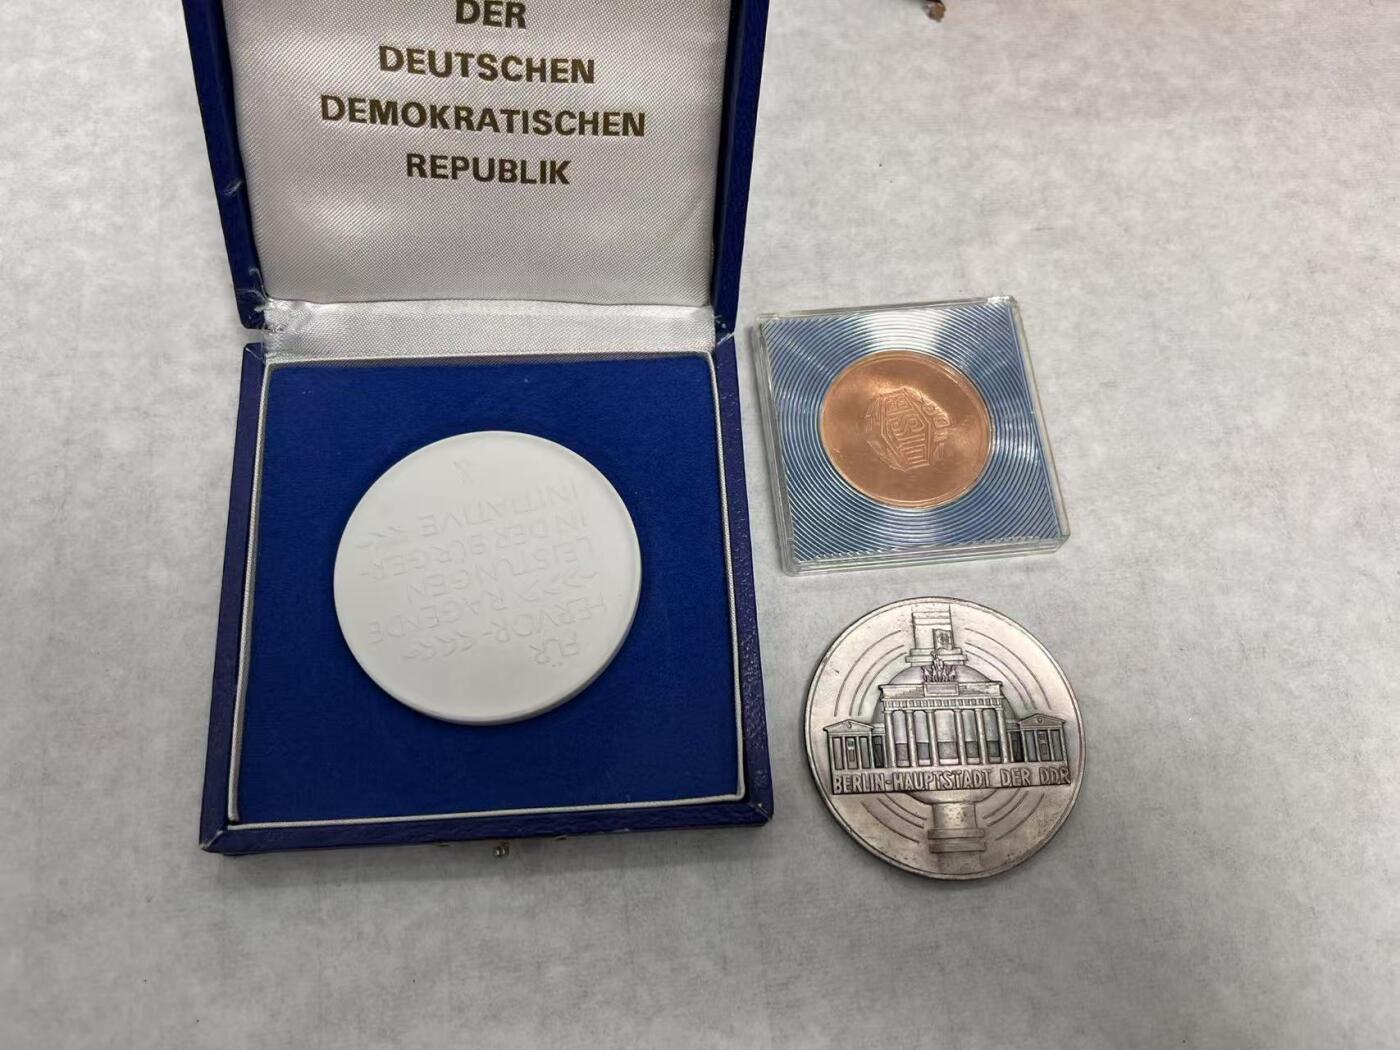 DER
DEUTSCHEN
DEMOKRATISCHEN
REPUBLIK
FÜR
HERVOR-
RAGENDE
LEISTUNGEN
IN DER BÜRGER-
INITIATIVE
BERLIN-HAUPTSTADT DER DDR